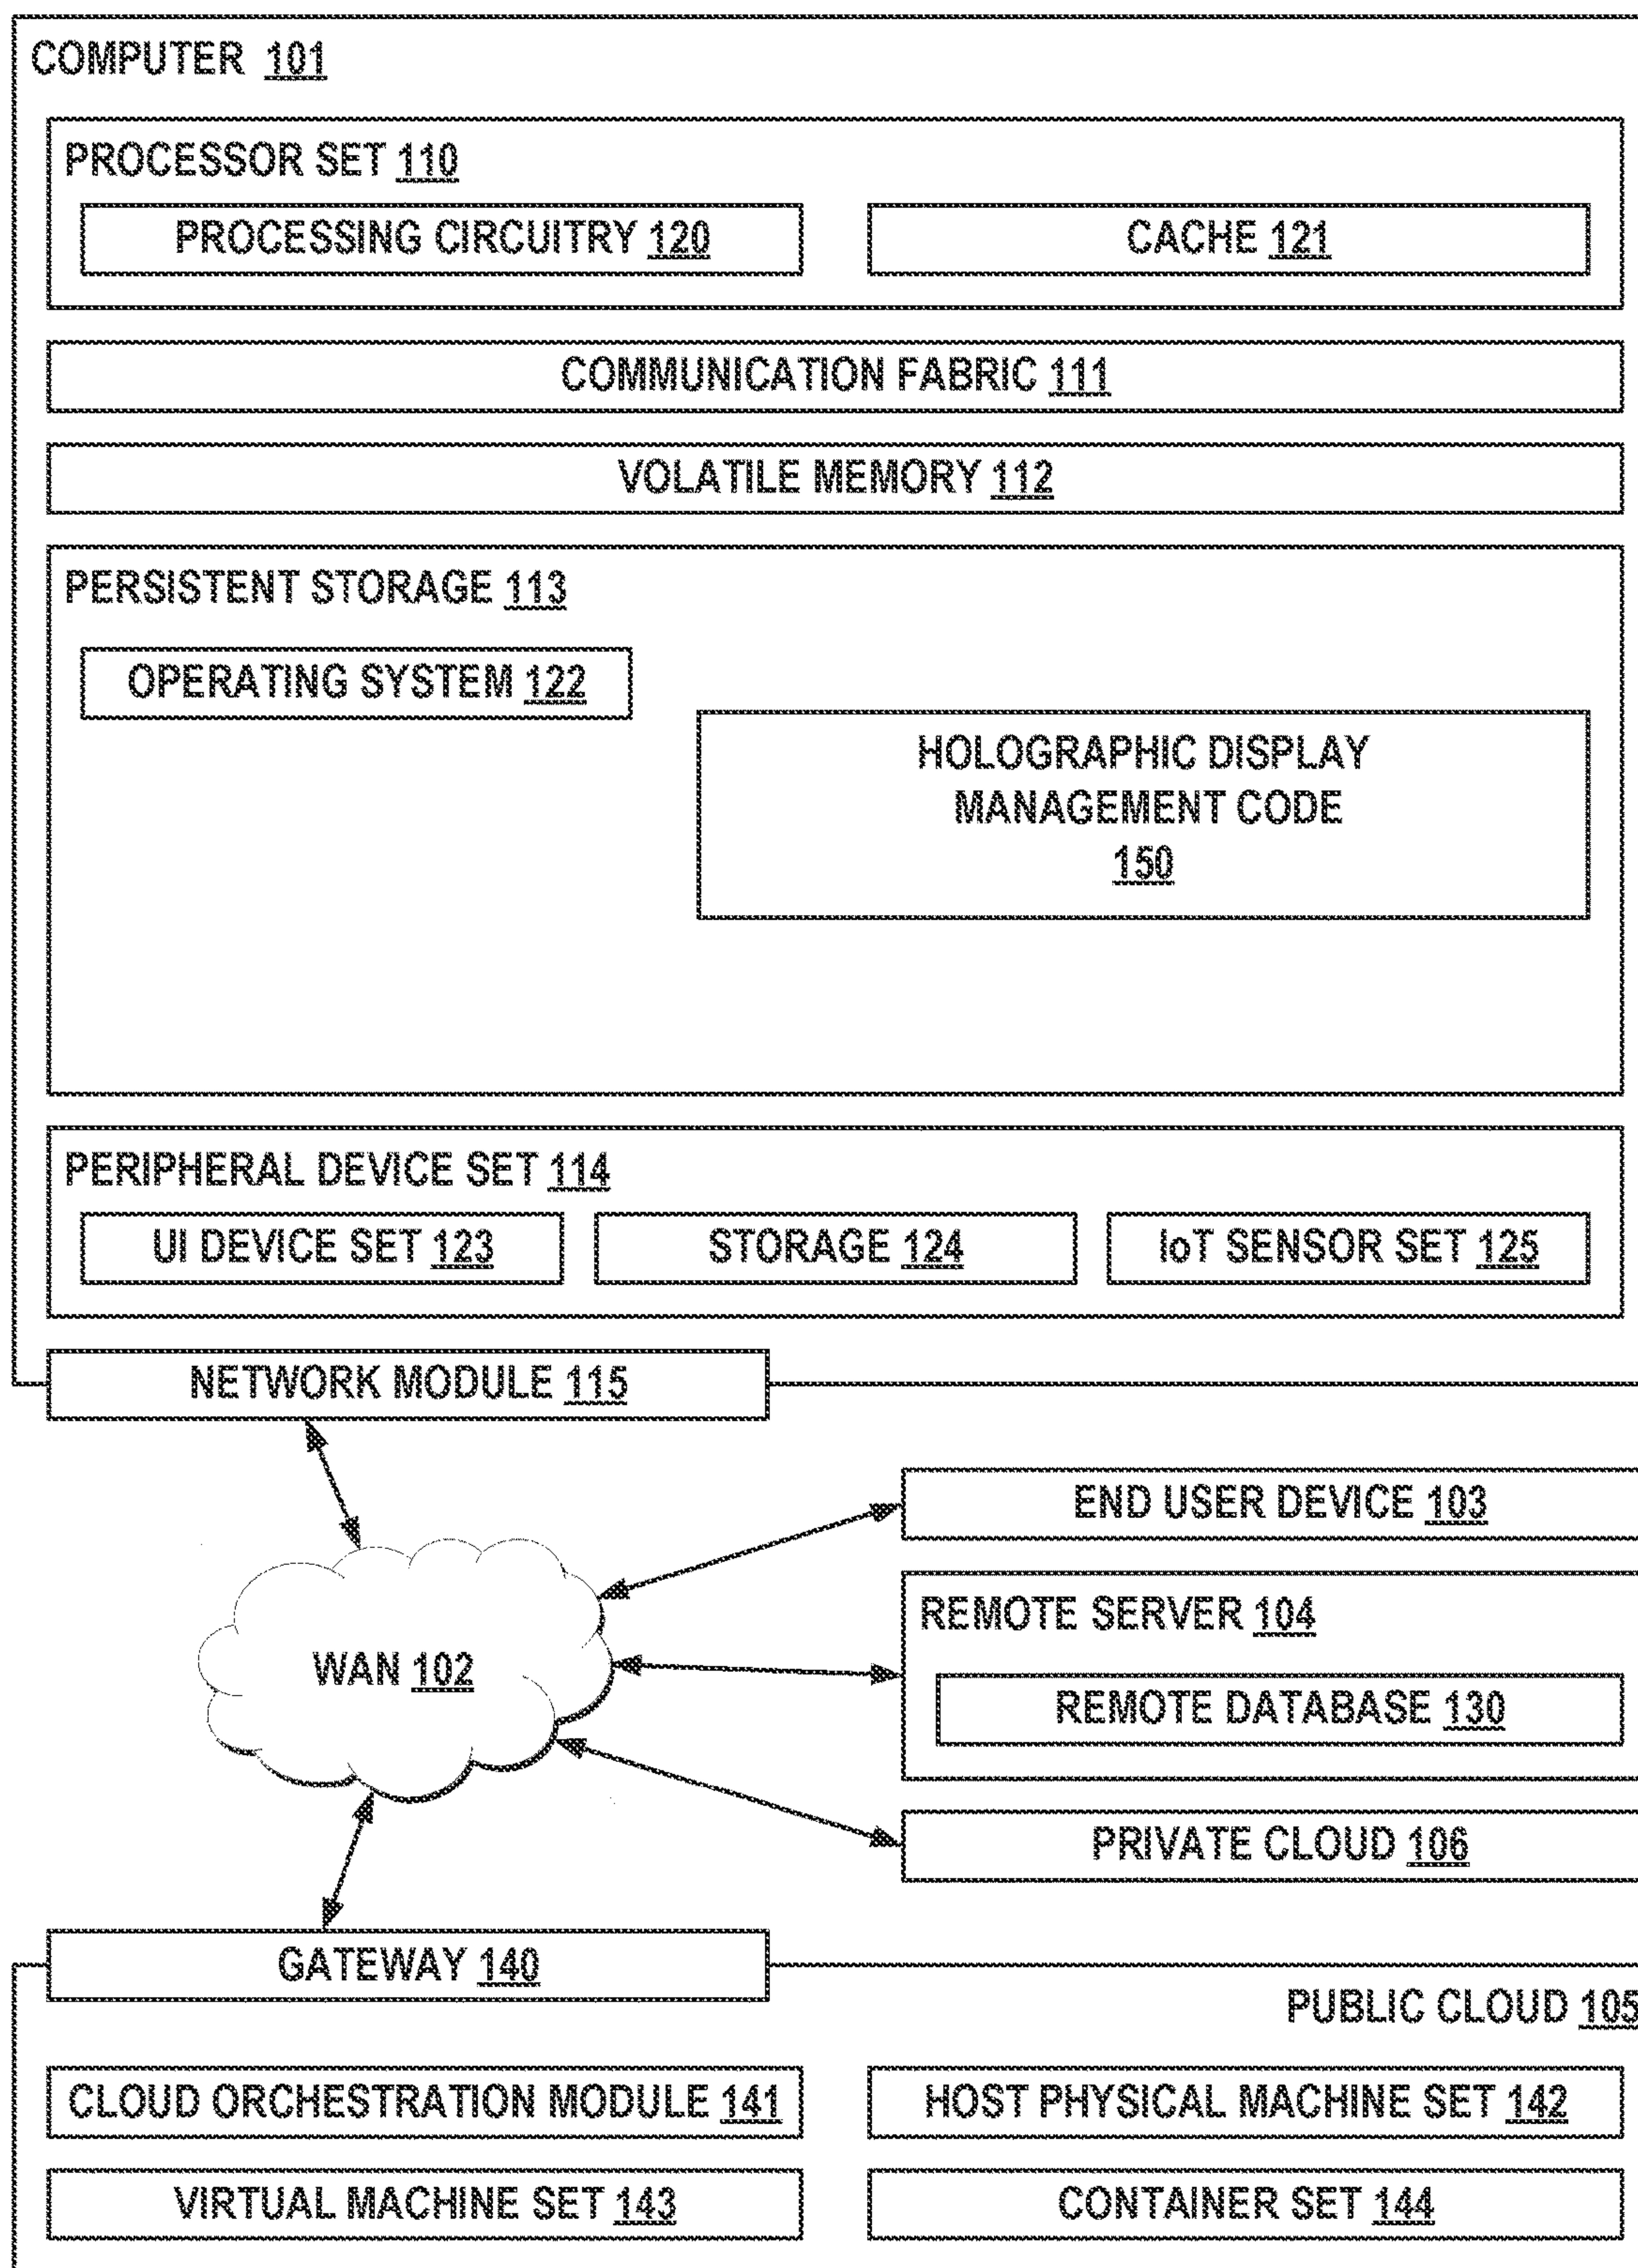 COMPUTER 101
PROCESSOR SET 110
PROCESSING CIRCUITRY 120
CACHE 121
COMMUNICATION FABRIC 111
VOLATILE MEMORY 112
PERSISTENT STORAGE 113
OPERATING SYSTEM 122
HOLOGRAPHIC DISPLAY
MANAGEMENT CODE
150
PERIPHERAL DEVICE SET 114
UI DEVICE SET 123
STORAGE 124
IoT SENSOR SET 125
NETWORK MODULE 115
END USER DEVICE 103
REMOTE SERVER 104
WAN 102
REMOTE DATABASE 130
PRIVATE CLOUD 106
GATEWAY 140
PUBLIC CLOUD 105
CLOUD ORCHESTRATION MODULE 141
HOST PHYSICAL MACHINE SET 142
VIRTUAL MACHINE SET 143
CONTAINER SET 144